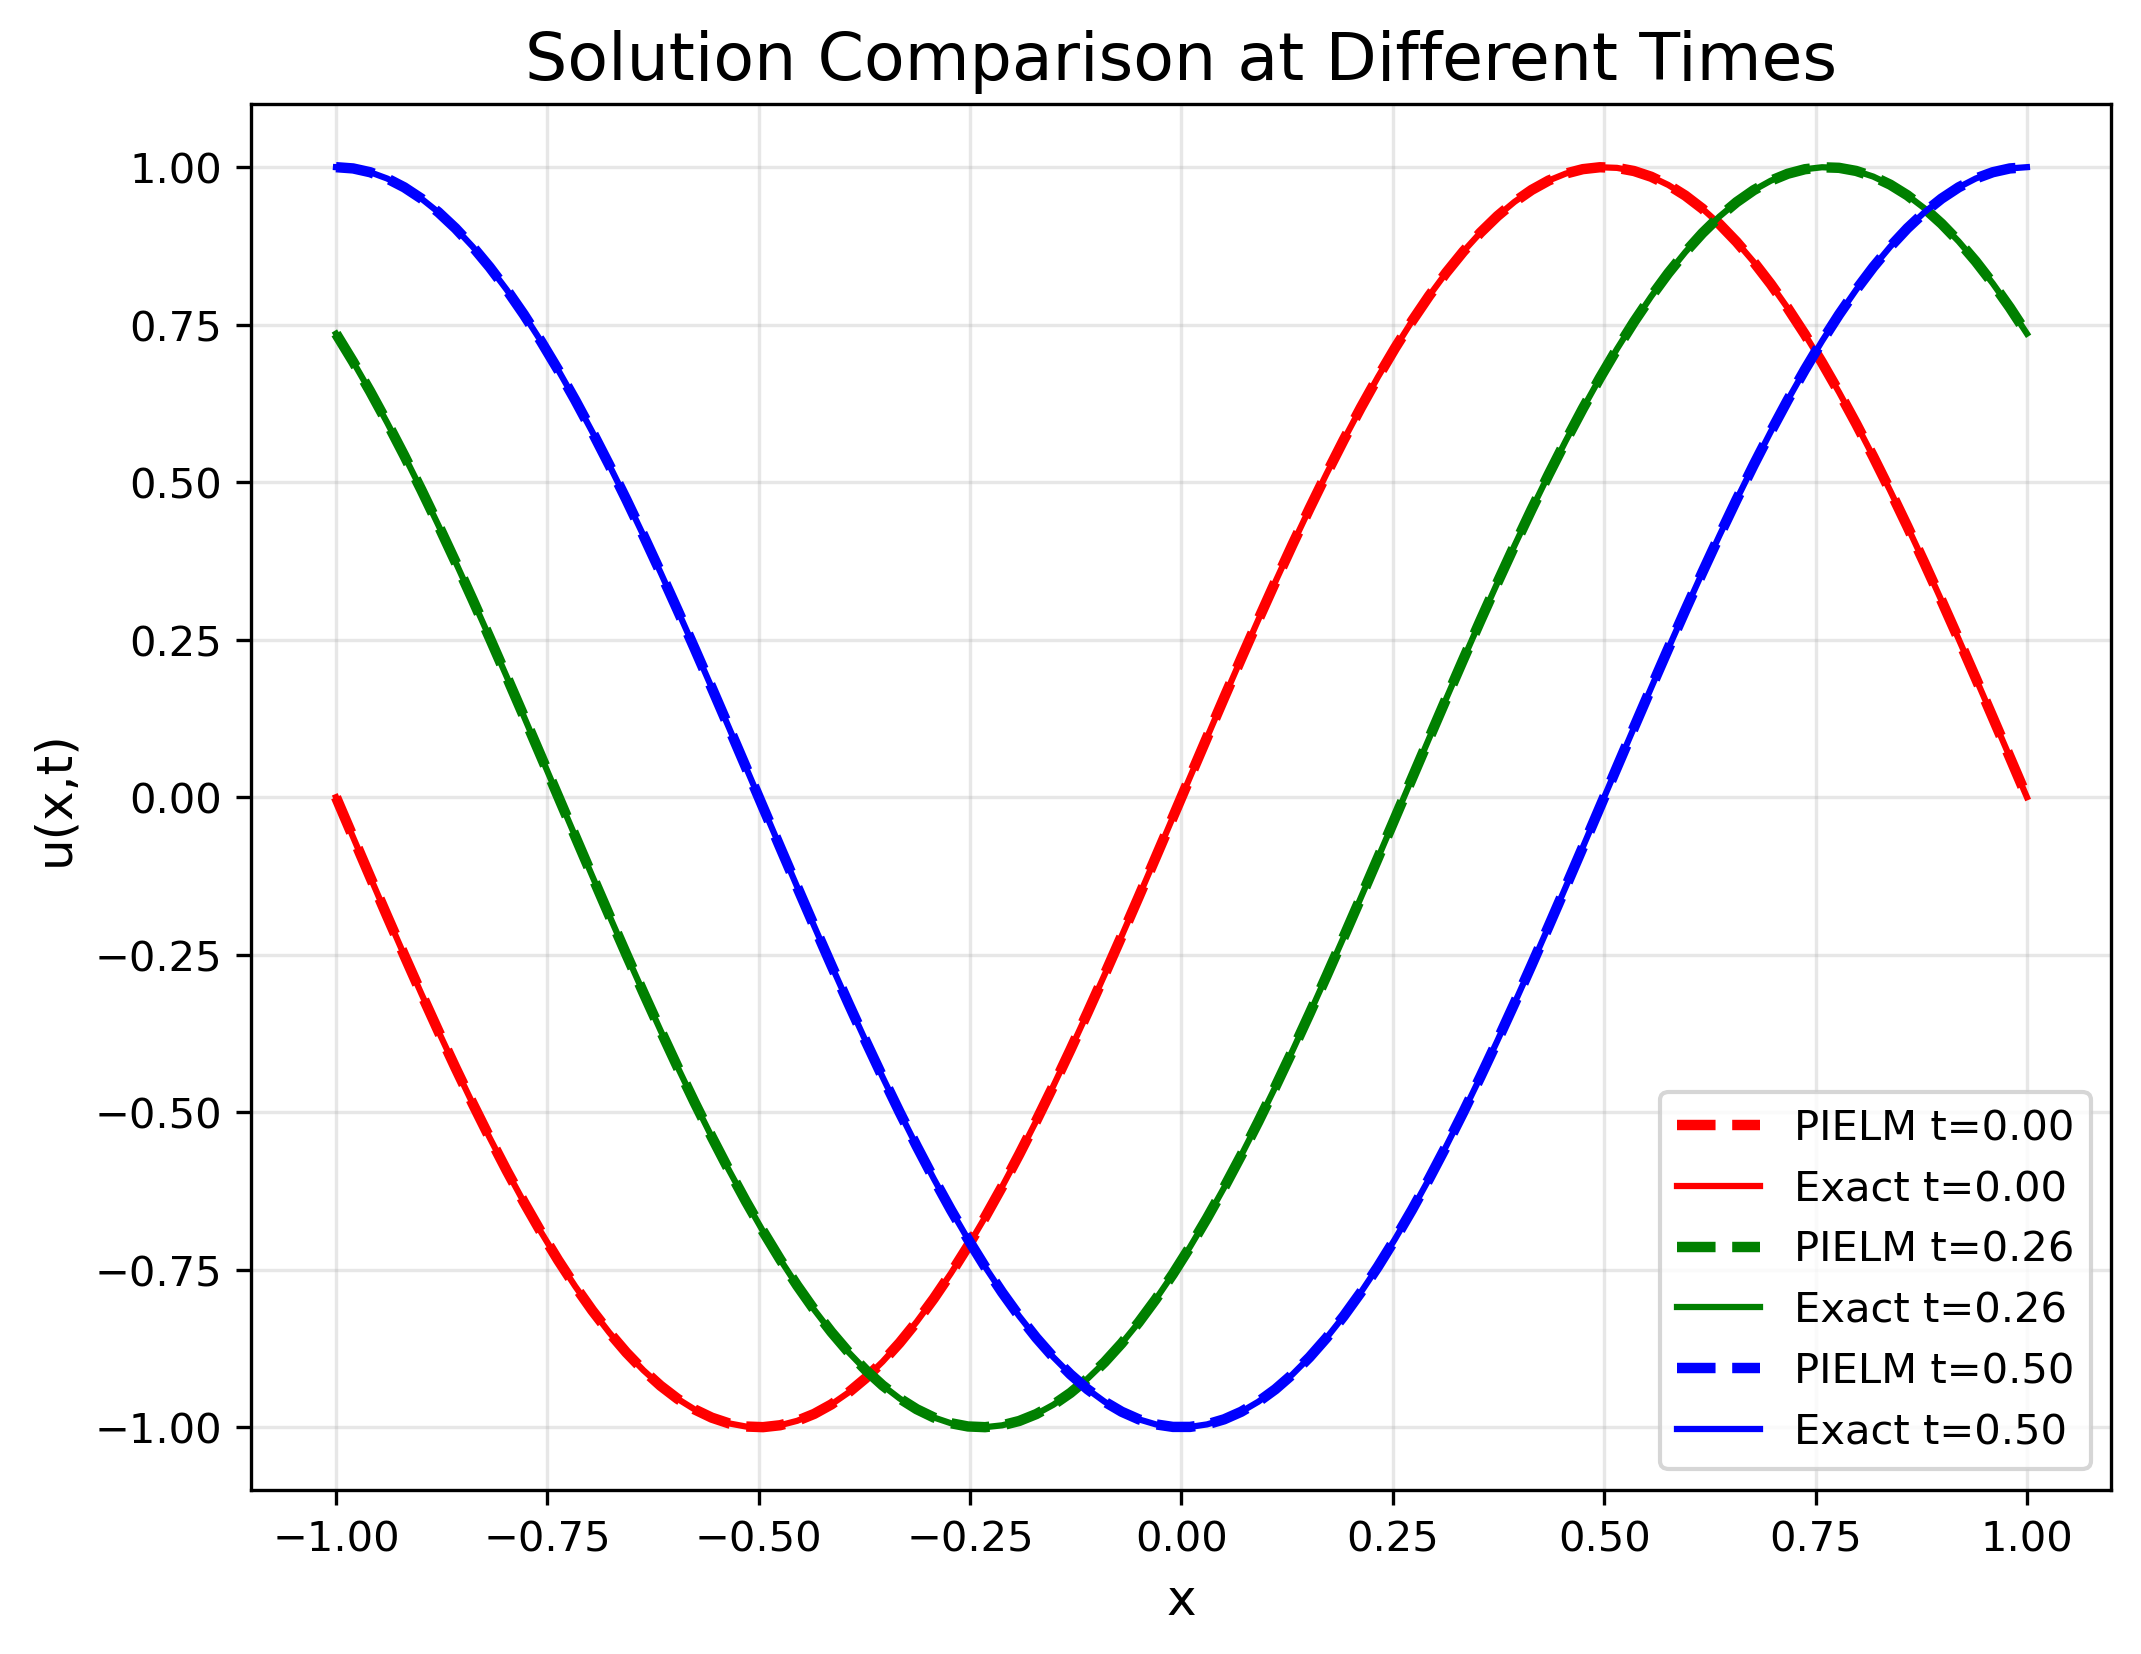 Solution Comparison at Different Times
1.00
0.75
0.50
0.25
0.00
−0.25
−0.50
−0.75
−1.00
u(x,t)
PIELM t=0.00
Exact t=0.00
PIELM t=0.26
Exact t=0.26
PIELM t=0.50
Exact t=0.50
−1.00 −0.75 −0.50 −0.25 0.00 0.25 0.50 0.75 1.00
x